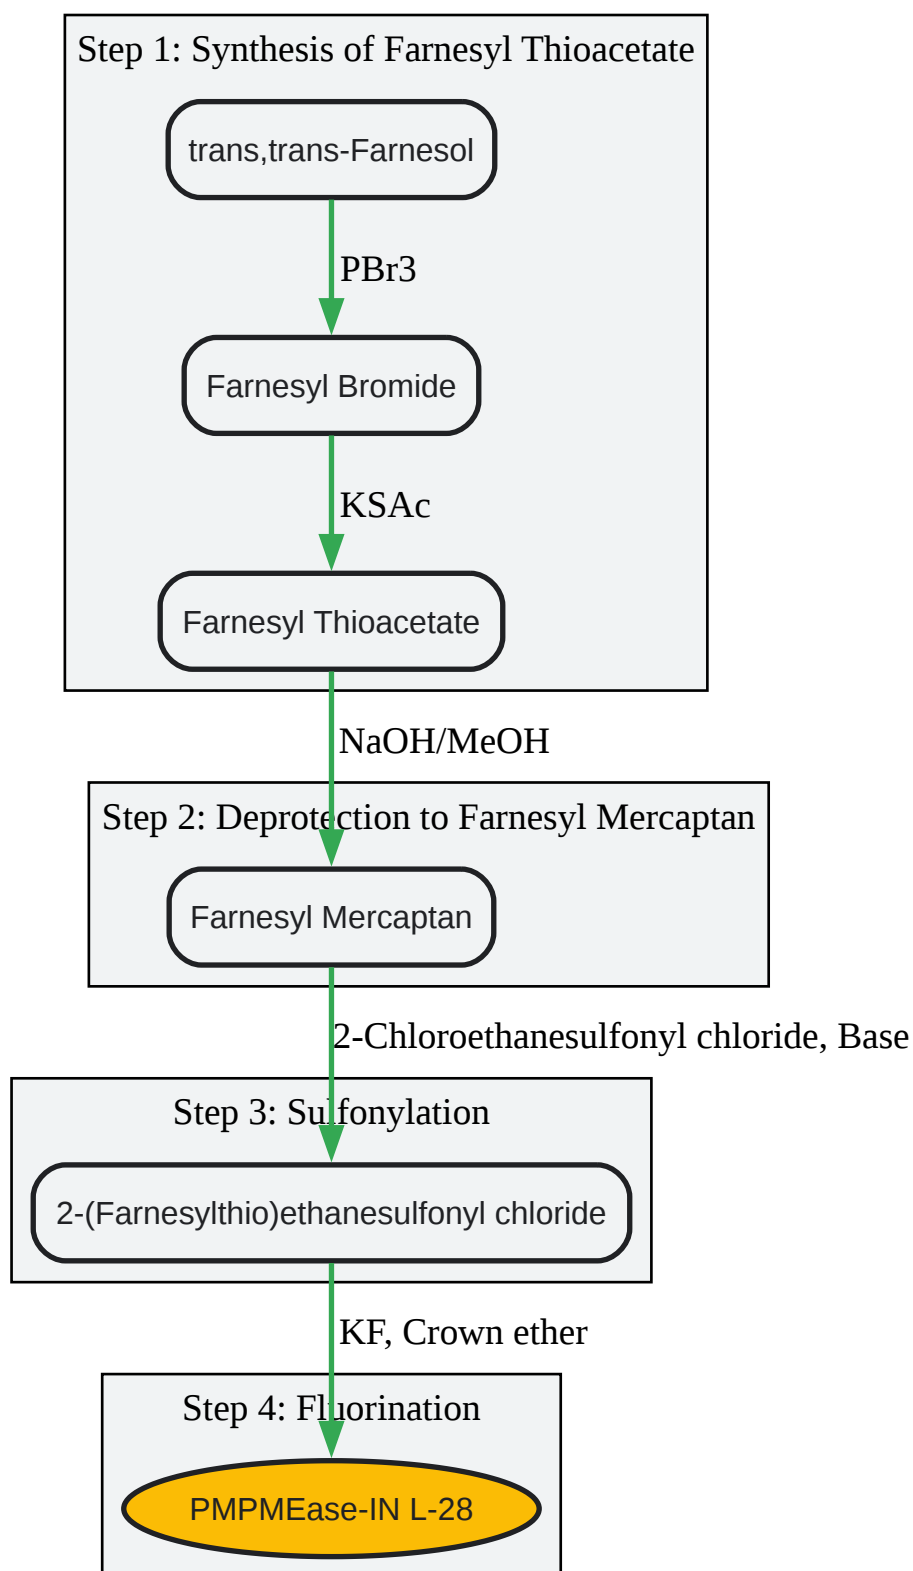 Step 1: Synthesis of Farnesyl Thioacetate
trans,trans-Farnesol
PBr3
Farnesyl Bromide
KSAc
Farnesyl Thioacetate
NaOH/MeOH
Step 2: Deprotection to Farnesyl Mercaptan
Farnesyl Mercaptan
2-Chloroethanesulfonyl chloride, Base
Step 3: Sulfonylation
2-(Farnesylthio)ethanesulfonyl chloride
KF, Crown ether
Step 4: Fluorination
PMPMEase-IN L-28